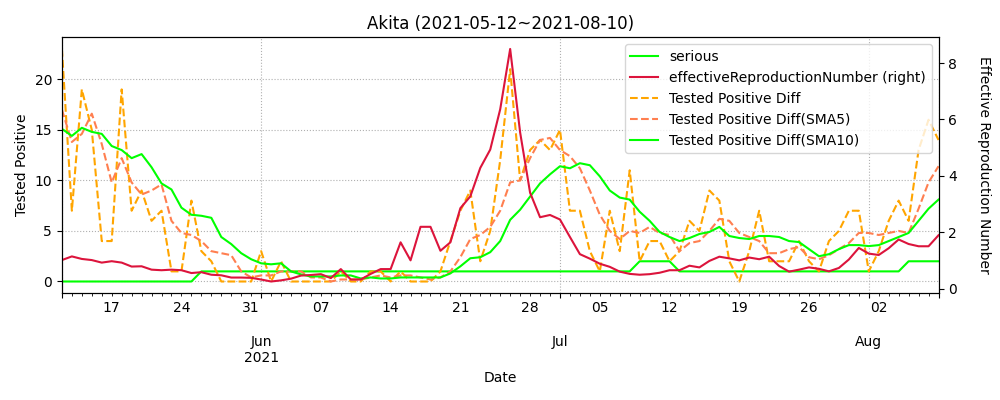 Akita (2021-05-12~2021-08-10)
serious
effectiveReproductionNumber (right)
Tested Positive Diff
Tested Positive Diff(SMA5)
Tested Positive Diff(SMA10)
Tested Positive
20
15
10
5
0
8
6
4
2
0
Effective Reproduction Number
17 24 31 07 14 21 28 05 12 19 26 02
Jun Jul Aug
2021
Date